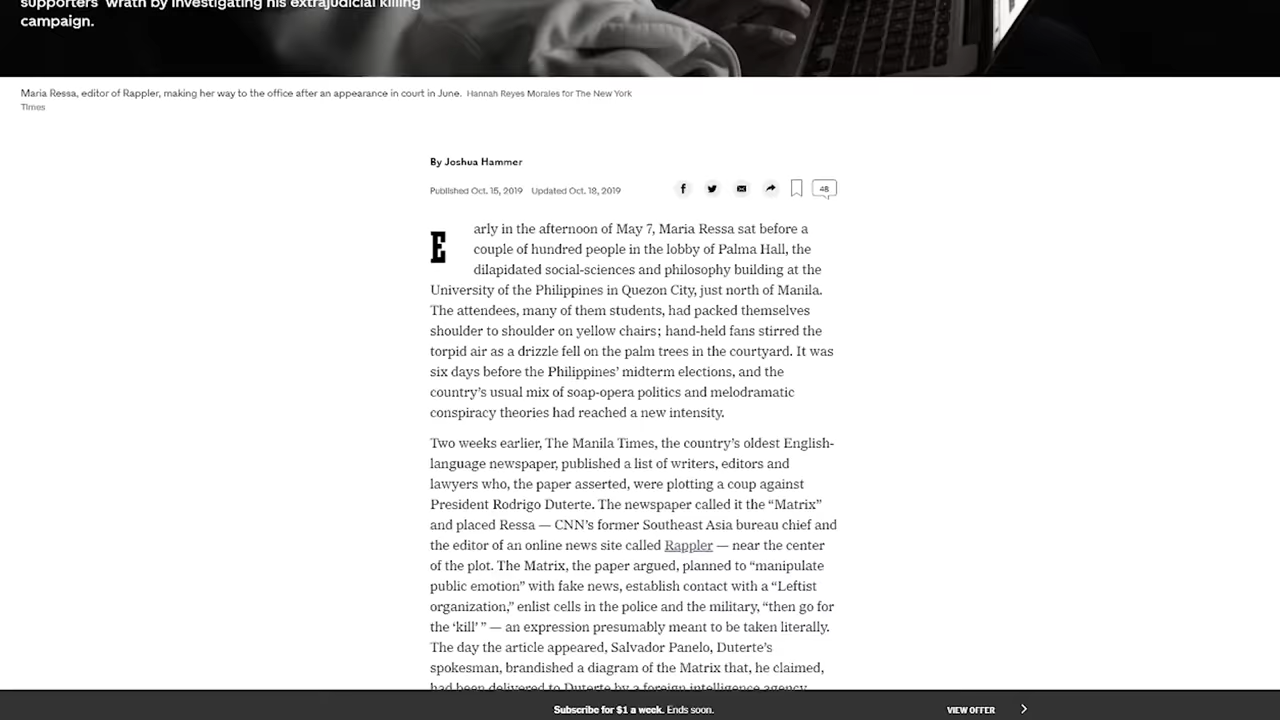 supporters' wrath by investigating his extrajudicial killing
campaign.
Maria Ressa, editor of Rappler, making her way to the office after an appearance in court in June. Hannah Reyes Morales for The New York
Times
By Joshua Hammer
Published Oct. 15, 2019 Updated Oct. 18, 2019
48
Early in the afternoon of May 7, Maria Ressa sat before a
couple of hundred people in the lobby of Palma Hall, the
dilapidated social-sciences and philosophy building at the
University of the Philippines in Quezon City, just north of Manila.
The attendees, many of them students, had packed themselves
shoulder to shoulder on yellow chairs; hand-held fans stirred the
torpid air as a drizzle fell on the palm trees in the courtyard. It was
six days before the Philippines' midterm elections, and the
country's usual mix of soap-opera politics and melodramatic
conspiracy theories had reached a new intensity.
Two weeks earlier, The Manila Times, the country's oldest English-
language newspaper, published a list of writers, editors and
lawyers who, the paper asserted, were plotting a coup against
President Rodrigo Duterte. The newspaper called it the “Matrix”
and placed Ressa — CNN's former Southeast Asia bureau chief and
the editor of an online news site called Rappler — near the center
of the plot. The Matrix, the paper argued, planned to “manipulate
public emotion” with fake news, establish contact with a “Leftist
organization,” enlist cells in the police and the military, “then go for
the ‘kill’ ” — an expression presumably meant to be taken literally.
The day the article appeared, Salvador Panelo, Duterte's
spokesman, brandished a diagram of the Matrix that, he claimed,
had been delivered to Duterte by a foreign intelligence agency.
Subscribe for $1 a week. Ends soon.
VIEW OFFER